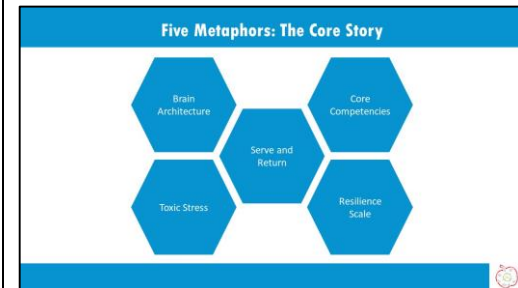 Five Metaphors: The Core Story
Brain
Architecture
Core
Competencies
Serve and
Return
Toxic Stress
Resilience
Scale